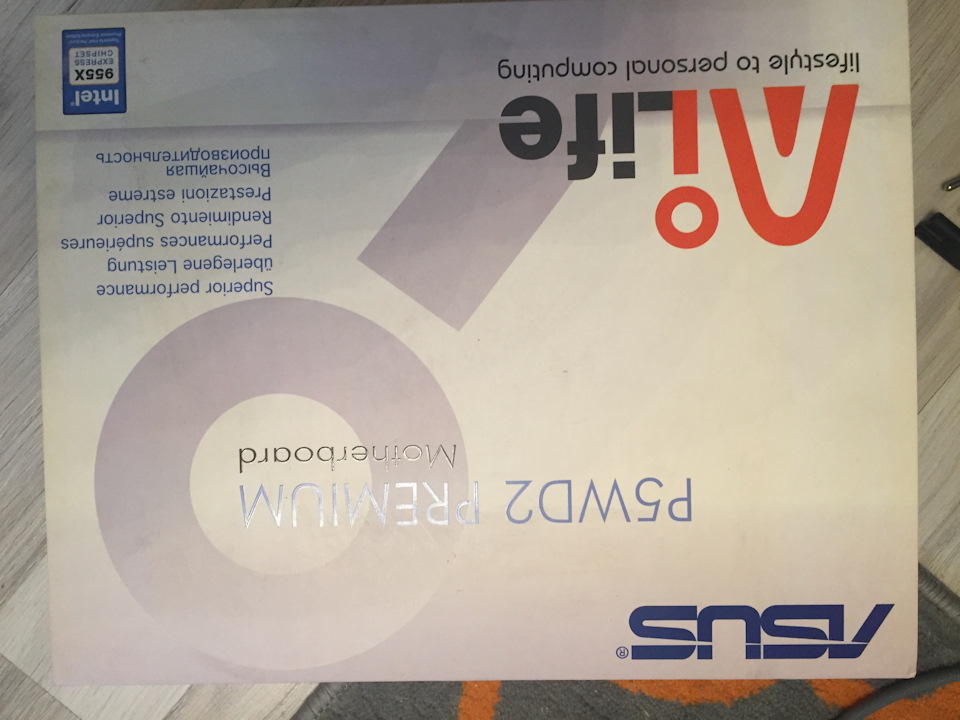 ASUS®
P5WD2 PREMIUM
Motherboard
Superior performance
überlegene Leistung
Performances supérieures
Rendimiento Superior
Prestazioni estreme
Высочайшая
производительность
AiLife
lifestyle to personal computing
Intel®
955X
EXPRESS
CHIPSET